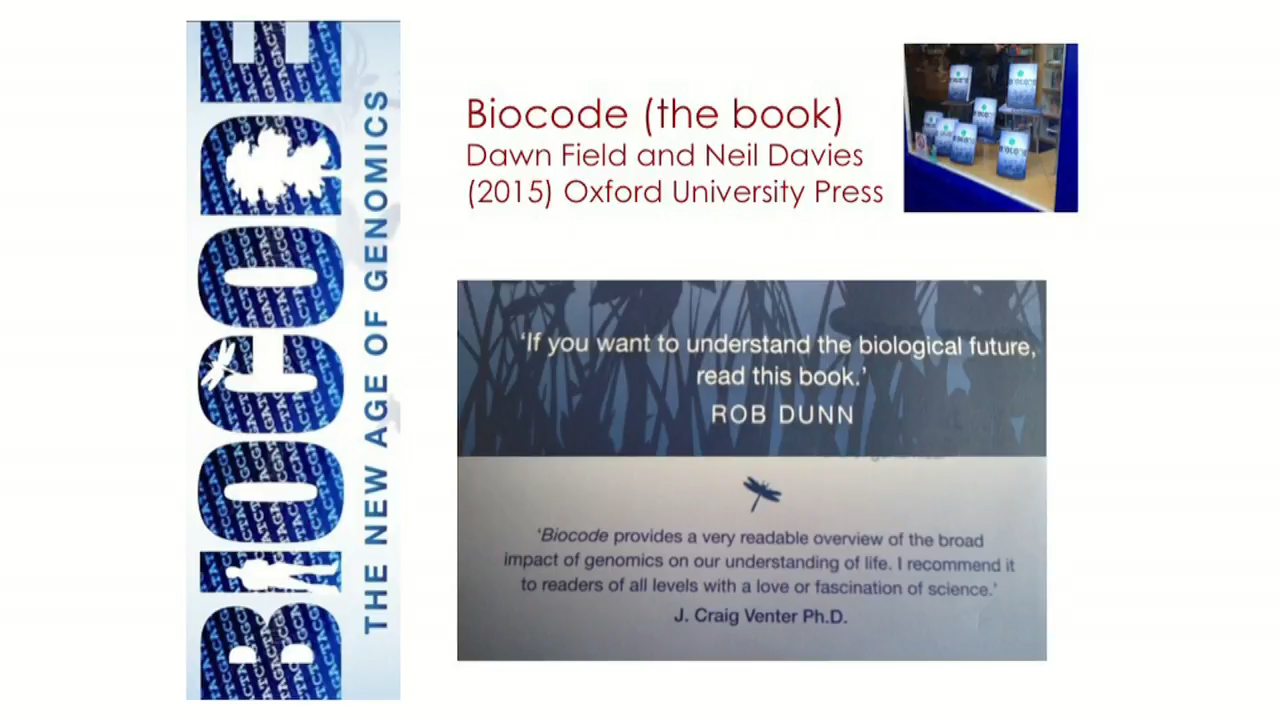 BIOCODE
THE NEW AGE OF GENOMICS
Biocode (the book)
Dawn Field and Neil Davies
(2015) Oxford University Press
‘If you want to understand the biological future,
read this book.’
ROB DUNN
‘Biocode provides a very readable overview of the broad
impact of genomics on our understanding of life. I recommend it
to readers of all levels with a love or fascination of science.’
J. Craig Venter Ph.D.